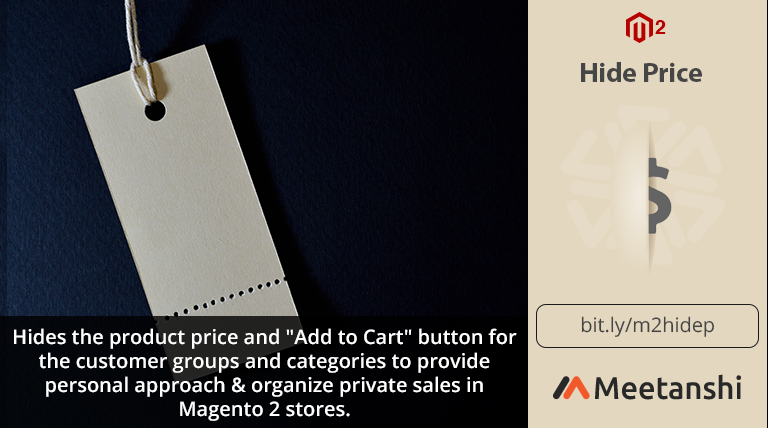 Hides the product price and "Add to Cart" button for
the customer groups and categories to provide
personal approach & organize private sales in
Magento 2 stores.
2
Hide Price
$
bit.ly/m2hidep
Meetanshi